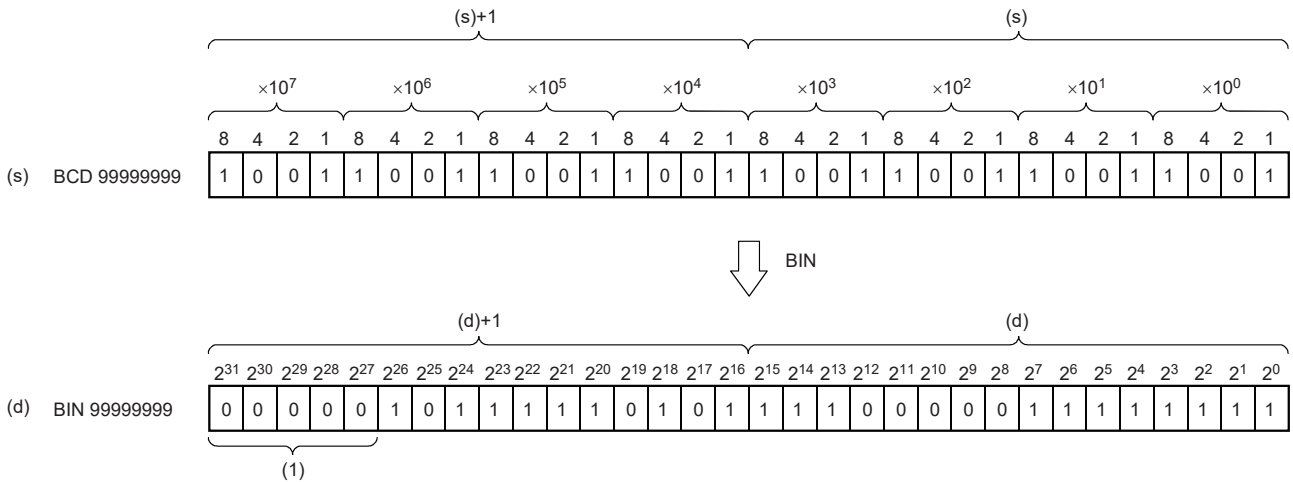 (s)+1 (s)
×10⁷ ×10⁶ ×10⁵ ×10⁴ ×10³ ×10² ×10¹ ×10⁰
8 4 2 1 8 4 2 1 8 4 2 1 8 4 2 1 8 4 2 1 8 4 2 1 8 4 2 1 8 4 2 1
(s) BCD 99999999 1 0 0 1 1 0 0 1 1 0 0 1 1 0 0 1 1 0 0 1 1 0 0 1 1 0 0 1 1 0 0 1
BIN
(d)+1 (d)
2³¹ 2³⁰ 2²⁹ 2²⁸ 2²⁷ 2²⁶ 2²⁵ 2²⁴ 2²³ 2²² 2²¹ 2²⁰ 2¹⁹ 2¹⁸ 2¹⁷ 2¹⁶ 2¹⁵ 2¹⁴ 2¹³ 2¹² 2¹¹ 2¹⁰ 2⁹ 2⁸ 2⁷ 2⁶ 2⁵ 2⁴ 2³ 2² 2¹ 2⁰
(d) BIN 99999999 0 0 0 0 0 1 0 1 1 1 1 1 0 1 0 1 1 1 1 0 0 0 0 0 1 1 1 1 1 1 1 1
(1)